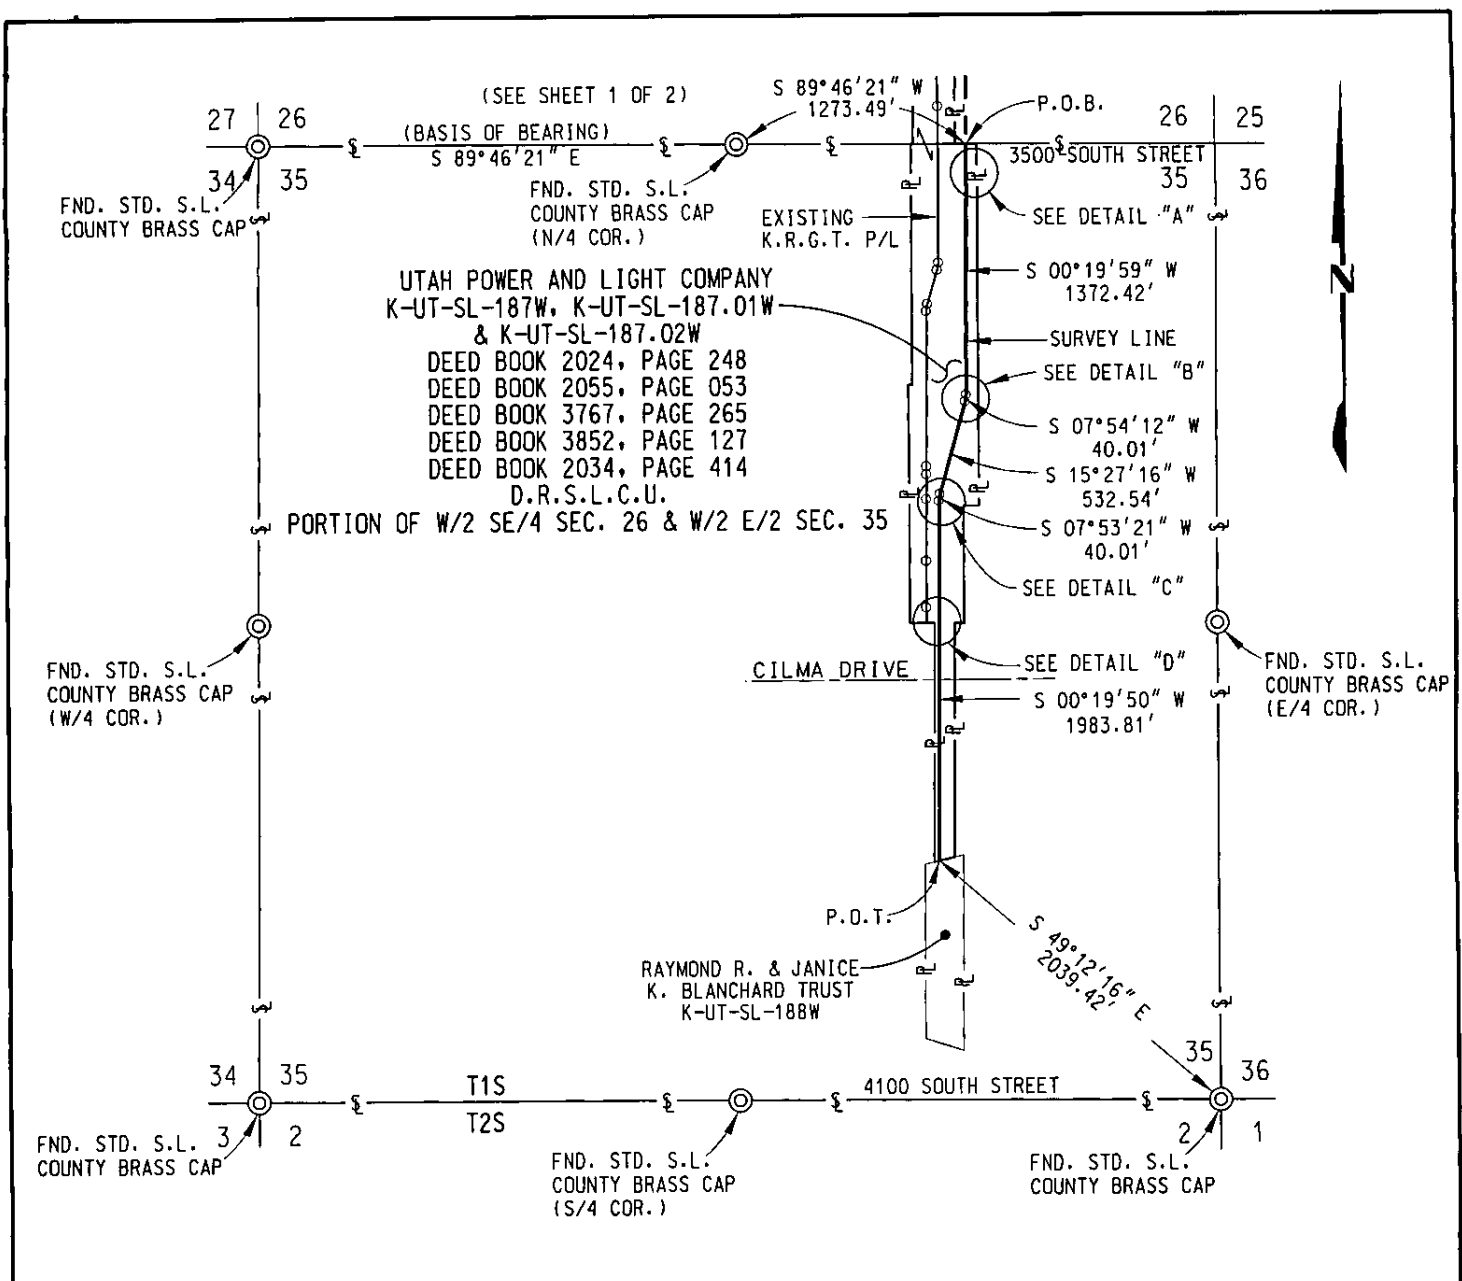 (SEE SHEET 1 OF 2)
S 89°46'21" W
1273.49'
P.O.B.
27 26
26 25
(BASIS OF BEARING)
S 89°46'21" E
3500 SOUTH STREET
34 35
35 36
FND. STD. S.L.
COUNTY BRASS CAP
FND. STD. S.L.
COUNTY BRASS CAP
(N/4 COR.)
EXISTING
K.R.G.T. P/L
SEE DETAIL "A"
UTAH POWER AND LIGHT COMPANY
K-UT-SL-187W, K-UT-SL-187.01W
& K-UT-SL-187.02W
DEED BOOK 2024, PAGE 248
DEED BOOK 2055, PAGE 053
DEED BOOK 3767, PAGE 265
DEED BOOK 3852, PAGE 127
DEED BOOK 2034, PAGE 414
D.R.S.L.C.U.
PORTION OF W/2 SE/4 SEC. 26 & W/2 E/2 SEC. 35
S 00°19'59" W
1372.42'
SURVEY LINE
SEE DETAIL "B"
S 07°54'12" W
40.01'
S 15°27'16" W
532.54'
S 07°53'21" W
40.01'
SEE DETAIL "C"
N
FND. STD. S.L.
COUNTY BRASS CAP
(W/4 COR.)
CILMA DRIVE
SEE DETAIL "D"
S 00°19'50" W
1983.81'
FND. STD. S.L.
COUNTY BRASS CAP
(E/4 COR.)
P.O.T.
S 49°12'16" E
2039.42'
RAYMOND R. & JANICE
K. BLANCHARD TRUST
K-UT-SL-188W
34 35
T1S
4100 SOUTH STREET
35 36
3 2
T2S
2 1
FND. STD. S.L.
COUNTY BRASS CAP
FND. STD. S.L.
COUNTY BRASS CAP
(S/4 COR.)
FND. STD. S.L.
COUNTY BRASS CAP